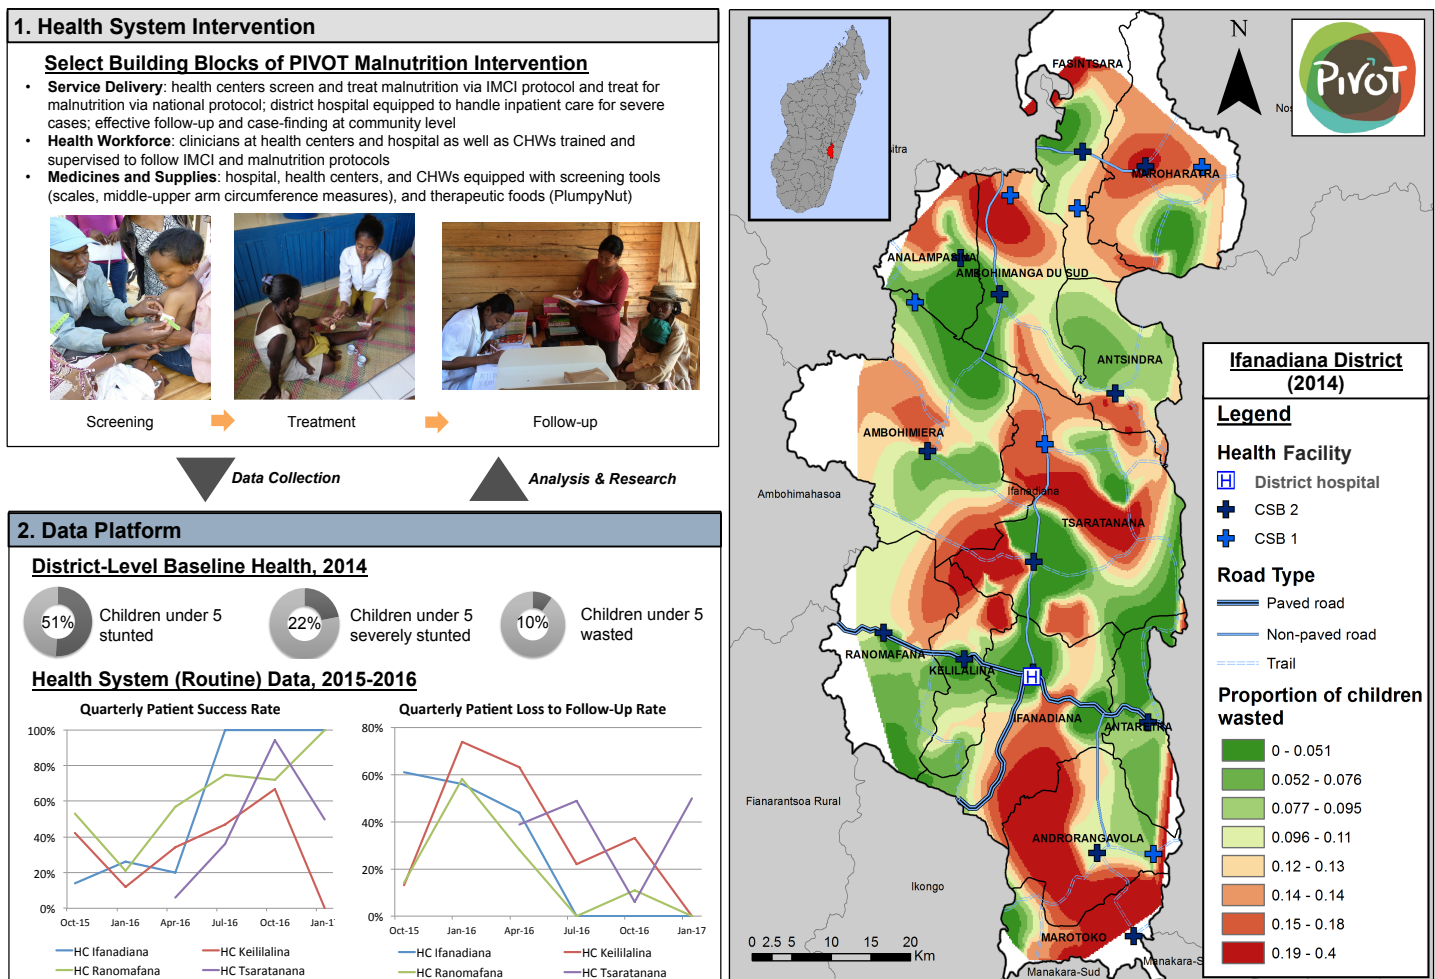 1. Health System Intervention
Select Building Blocks of PIVOT Malnutrition Intervention
• Service Delivery: health centers screen and treat malnutrition via IMCI protocol and treat for
malnutrition via national protocol; district hospital equipped to handle inpatient care for severe
cases; effective follow-up and case-finding at community level
• Health Workforce: clinicians at health centers and hospital as well as CHWs trained and
supervised to follow IMCI and malnutrition protocols
• Medicines and Supplies: hospital, health centers, and CHWs equipped with screening tools
(scales, middle-upper arm circumference measures), and therapeutic foods (PlumpyNut)
Screening
Treatment
Follow-up
Data Collection
Analysis & Research
2. Data Platform
District-Level Baseline Health, 2014
51%
Children under 5
stunted
22%
Children under 5
severely stunted
10%
Children under 5
wasted
Health System (Routine) Data, 2015-2016
Quarterly Patient Success Rate
100%
80%
60%
40%
20%
0%
Oct-15 Jan-16 Apr-16 Jul-16 Oct-16 Jan-1
HC Ifanadiana
HC Keililalina
HC Ranomafana
HC Tsaratanana
Quarterly Patient Loss to Follow-Up Rate
80%
60%
40%
20%
0%
Oct-15 Jan-16 Apr-16 Jul-16 Oct-16 Jan-17
HC Ifanadiana
HC Keililalina
HC Ranomafana
HC Tsaratanana
N
PIVOT
Nos
sitra
FASINTSARA
MAROHARATRA
ANALAMPASINA
AMBOHIMANGA DU SUD
ANTSINDRA
AMBOHIMIERA
Ambohimahasoa
Ifanadiana
TSARATANANA
RANOMAFANA
KELILALINA
IFANADIANA
ANTARETRA
Fianarantsoa Rural
ANDRORANGAVOLA
Ikongo
MAROTOKO
Manakara-Sud
Manakara-S
0 2.5 5 10 15 20
Km
Ifanadiana District
(2014)
Legend
Health Facility
H District hospital
CSB 2
CSB 1
Road Type
Paved road
Non-paved road
Trail
Proportion of children
wasted
0 - 0.051
0.052 - 0.076
0.077 - 0.095
0.096 - 0.11
0.12 - 0.13
0.14 - 0.14
0.15 - 0.18
0.19 - 0.4
H